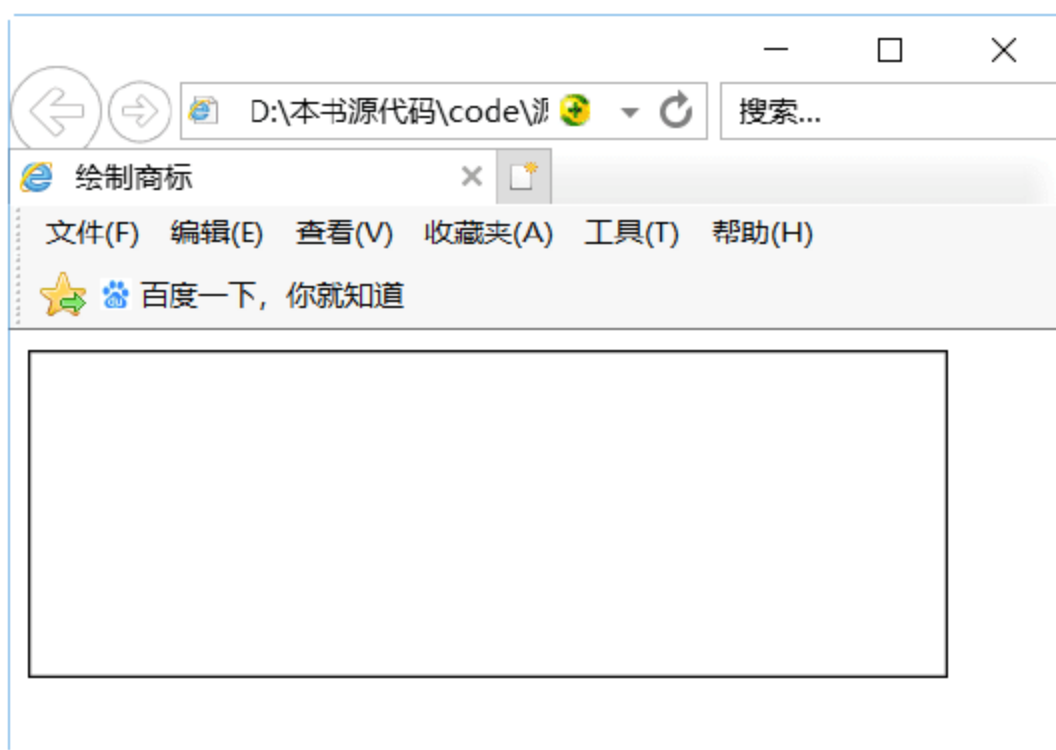 D:\本书源代码\code\源
搜索...
绘制商标
文件(F) 编辑(E) 查看(V) 收藏夹(A) 工具(T) 帮助(H)
百度一下，你就知道